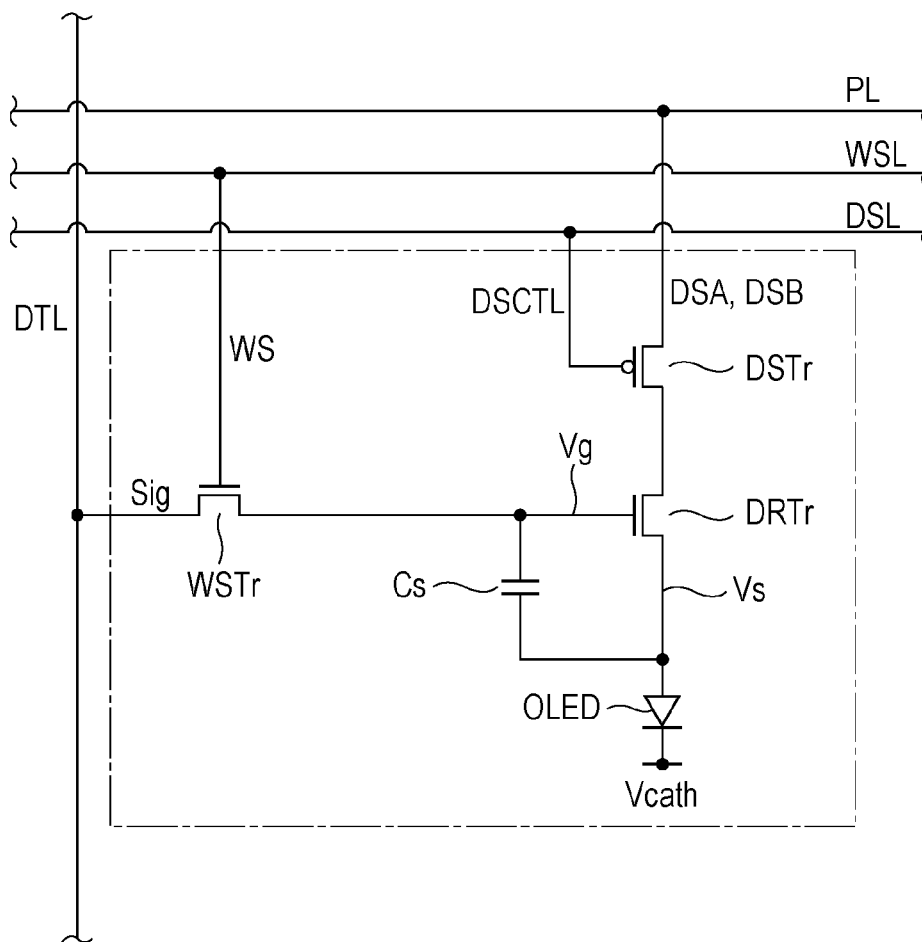 PL
WSL
DSL
DTL
WS
DSCTL
DSA, DSB
DSTr
Sig
Vg
WSTr
DRTr
Cs
Vs
OLED
Vcath